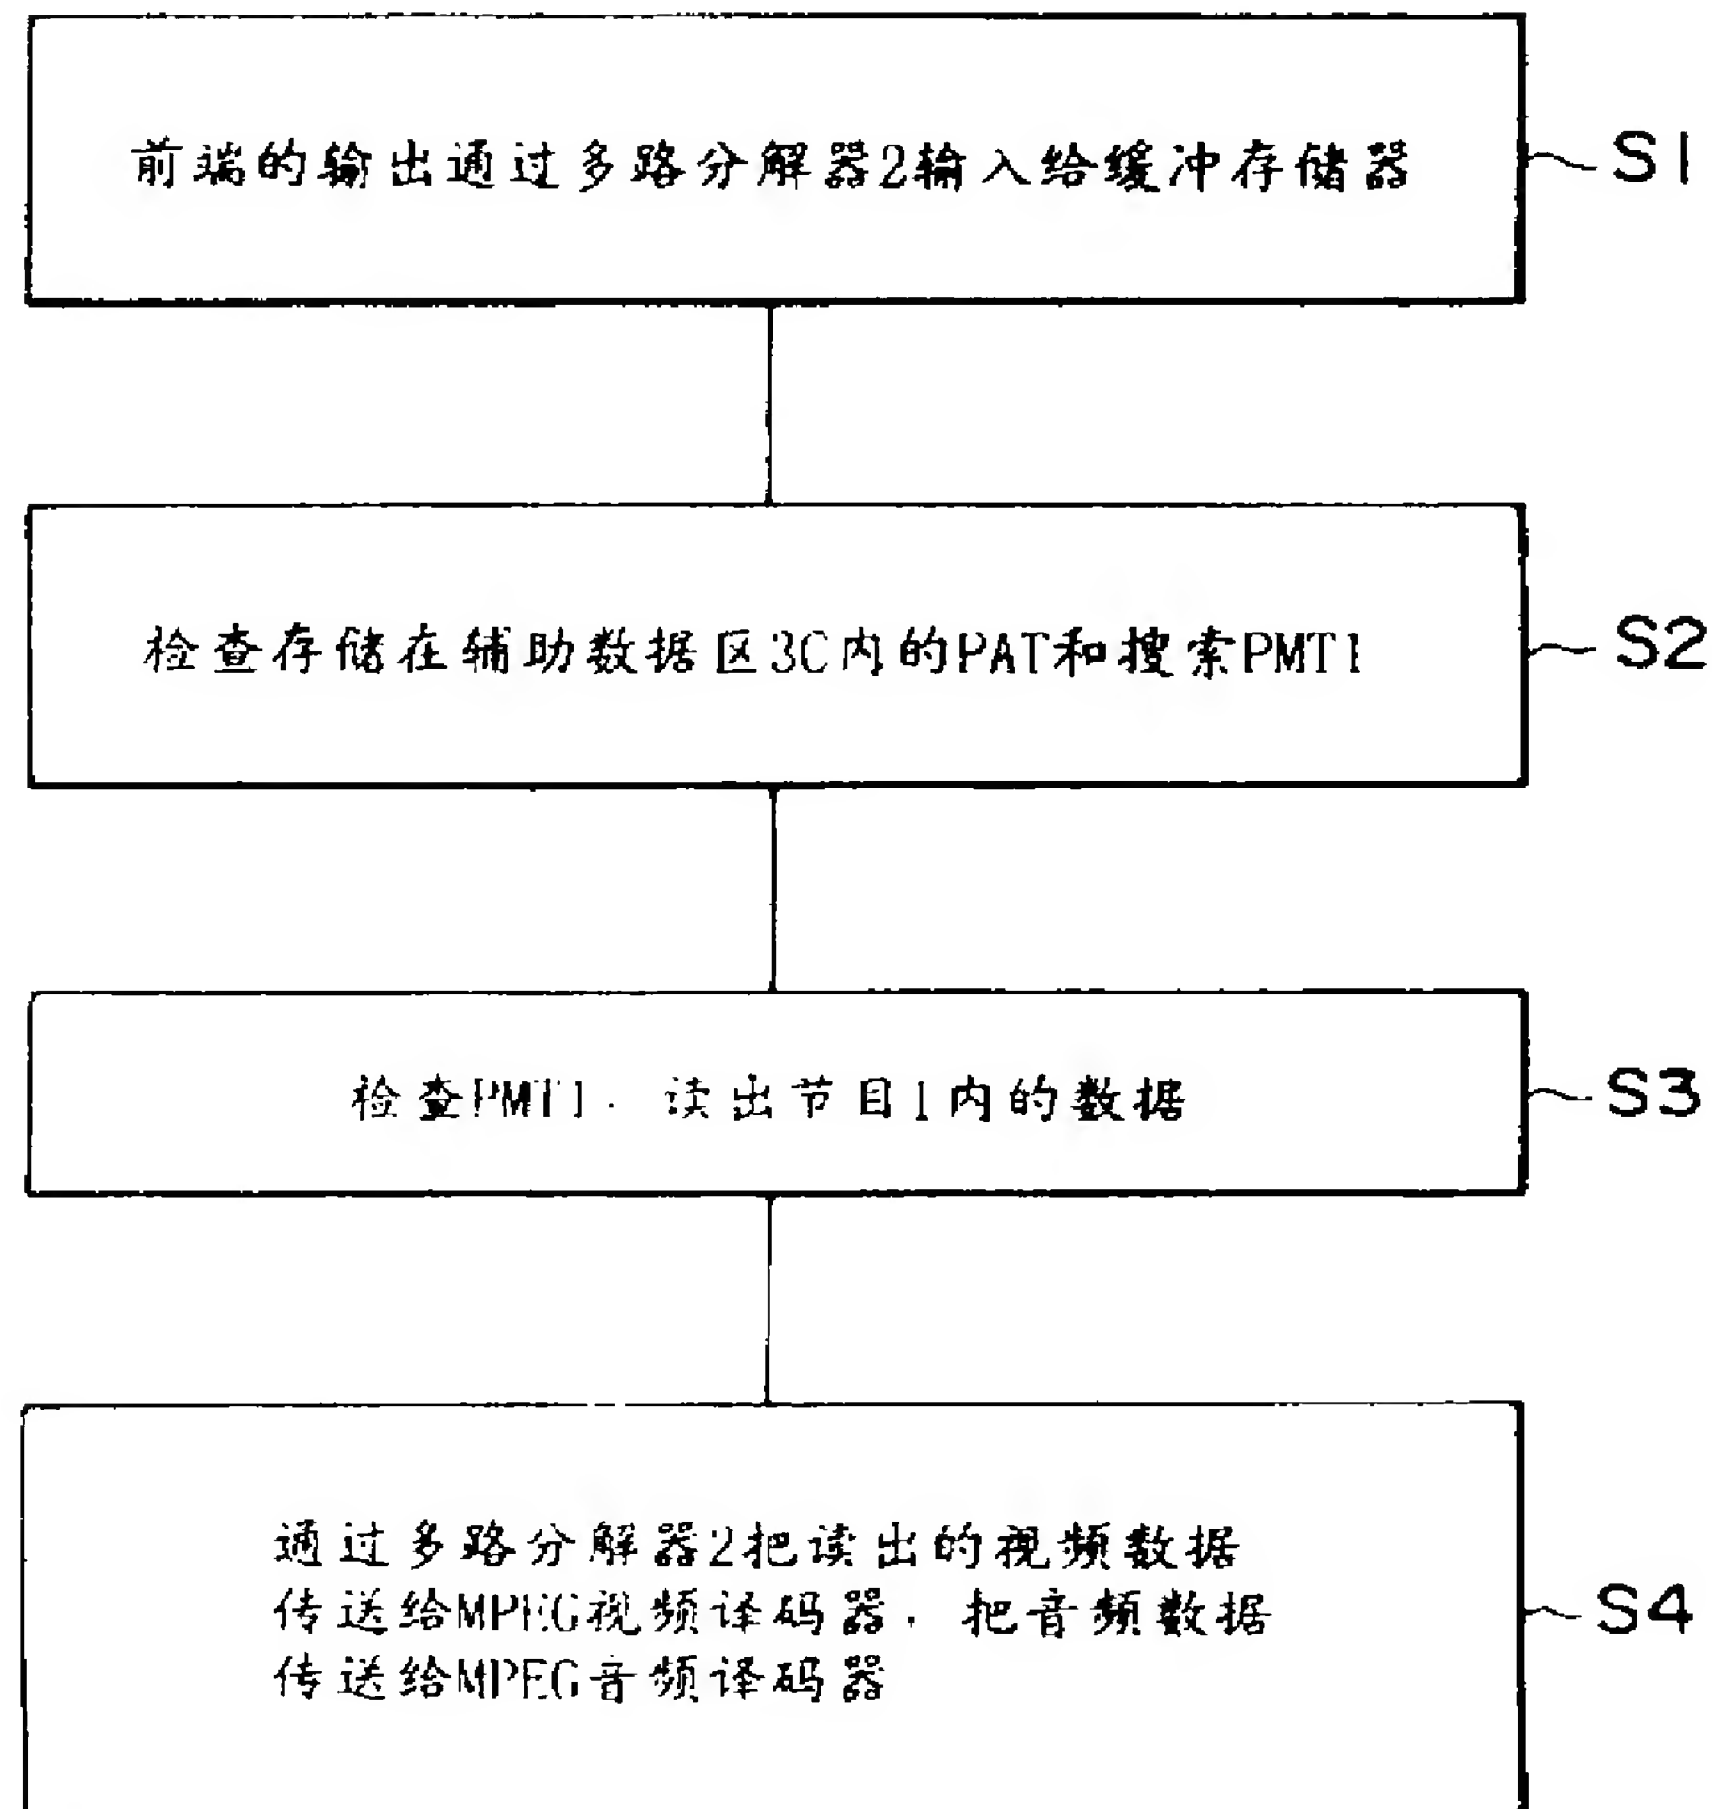 前端的输出通过多路分解器2输入给缓冲存储器
S1
检查存储在辅助数据区3C内的PAT和搜索PMT1
S2
检查PMT1，读出节目1内的数据
S3
通过多路分解器2把读出的视频数据
传送给MPEG视频译码器，把音频数据
传送给MPEG音频译码器
S4